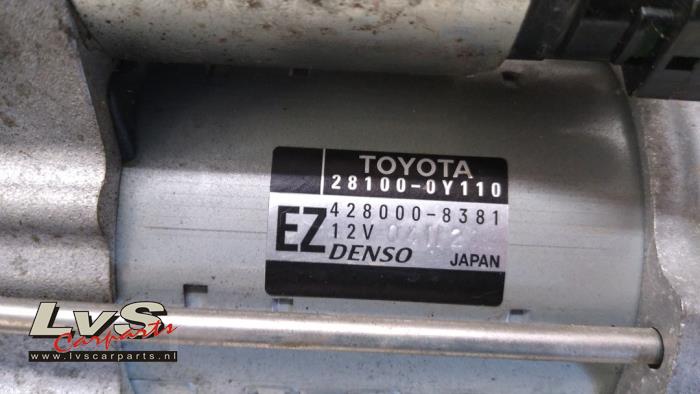 TOYOTA
28100-0Y110
EZ
428000-8381
12V
DENSO
JAPAN
LvS
Carparts
www.lvscarparts.nl